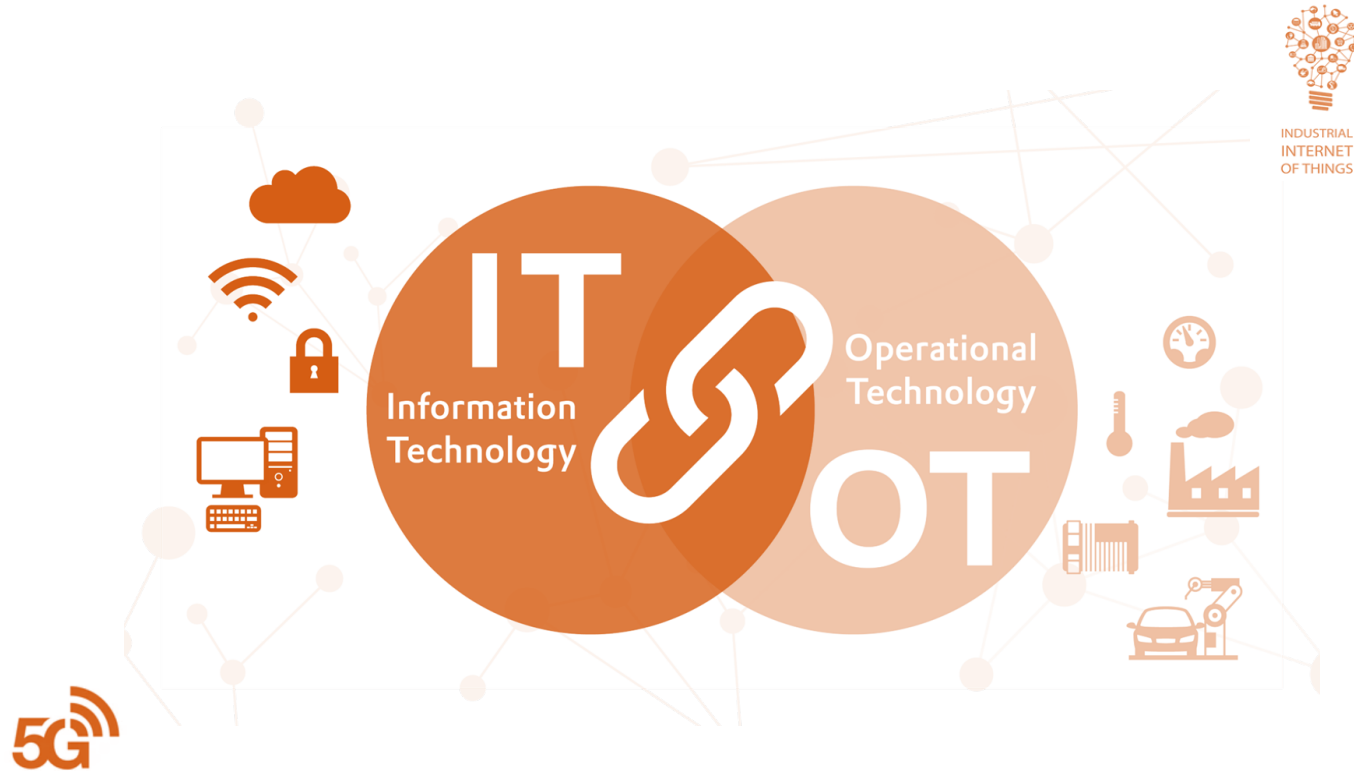 INDUSTRIAL
INTERNET
OF THINGS
IT
Information
Technology
Operational
Technology
OT
5G